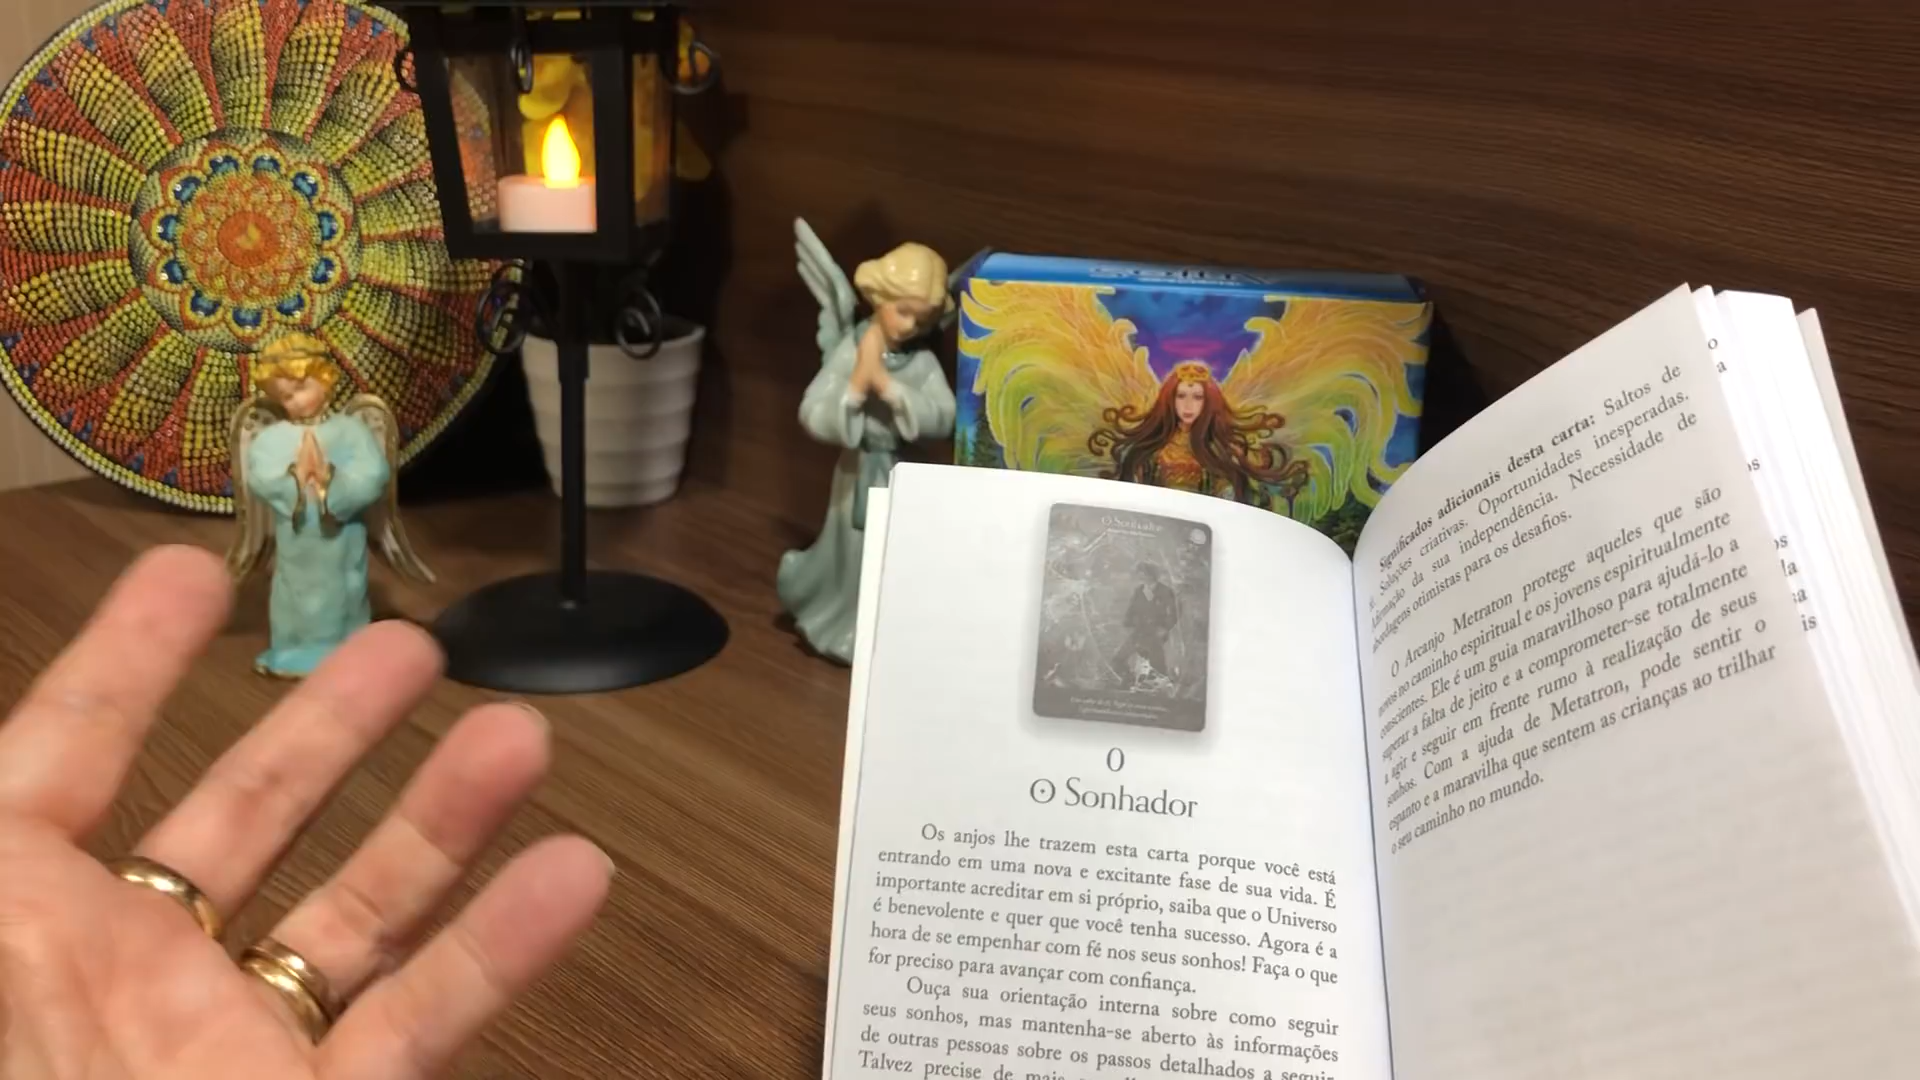 O Sonhador
0
O Sonhador
Os anjos lhe trazem esta carta porque você está
entrando em uma nova e excitante fase de sua vida. É
importante acreditar em si próprio, saiba que o Universo
é benevolente e quer que você tenha sucesso. Agora é a
hora de se empenhar com fé nos seus sonhos! Faça o que
for preciso para avançar com confiança.
Ouça sua orientação interna sobre como seguir
seus sonhos, mas mantenha-se aberto às informações
de outras pessoas sobre os passos detalhados a seguir.
Talvez precise de
Significados adicionais desta carta: Saltos de
Soluções criativas. Oportunidades inesperadas.
Afirmação da sua independência. Necessidade de
abordagens otimistas para os desafios.
O Arcanjo Metraton protege aqueles que são
novos no caminho espiritual e os jovens espiritualmente
conscientes. Ele é um guia maravilhoso para ajudá-lo a
superar a falta de jeito e a comprometer-se totalmente
a agir e seguir em frente rumo à realização de seus
sonhos. Com a ajuda de Metatron, pode sentir o
espanto e a maravilha que sentem as crianças ao trilhar
o seu caminho no mundo.